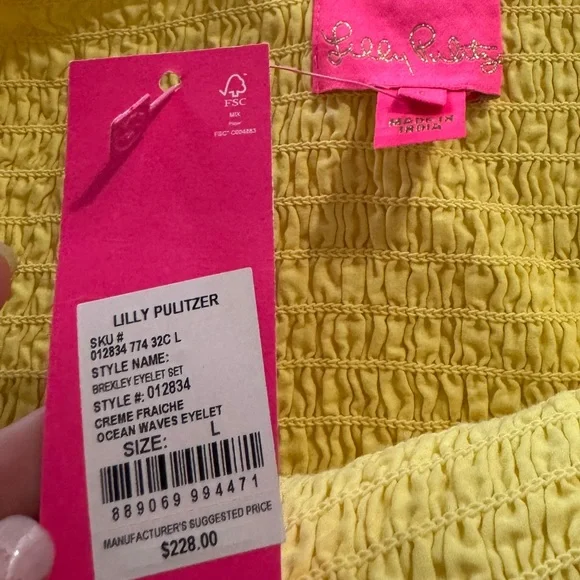 Lilly Pulitzer
MADE IN
INDIA
FSC
MIX
Paper
LILLY PULITZER
SKU #
012834 774 32C L
STYLE NAME:
BREXLEY EYELET SET
STYLE #: 012834
CREME FRAICHE
OCEAN WAVES EYELET
SIZE: L
889069 994471
MANUFACTURER'S SUGGESTED PRICE
$228.00